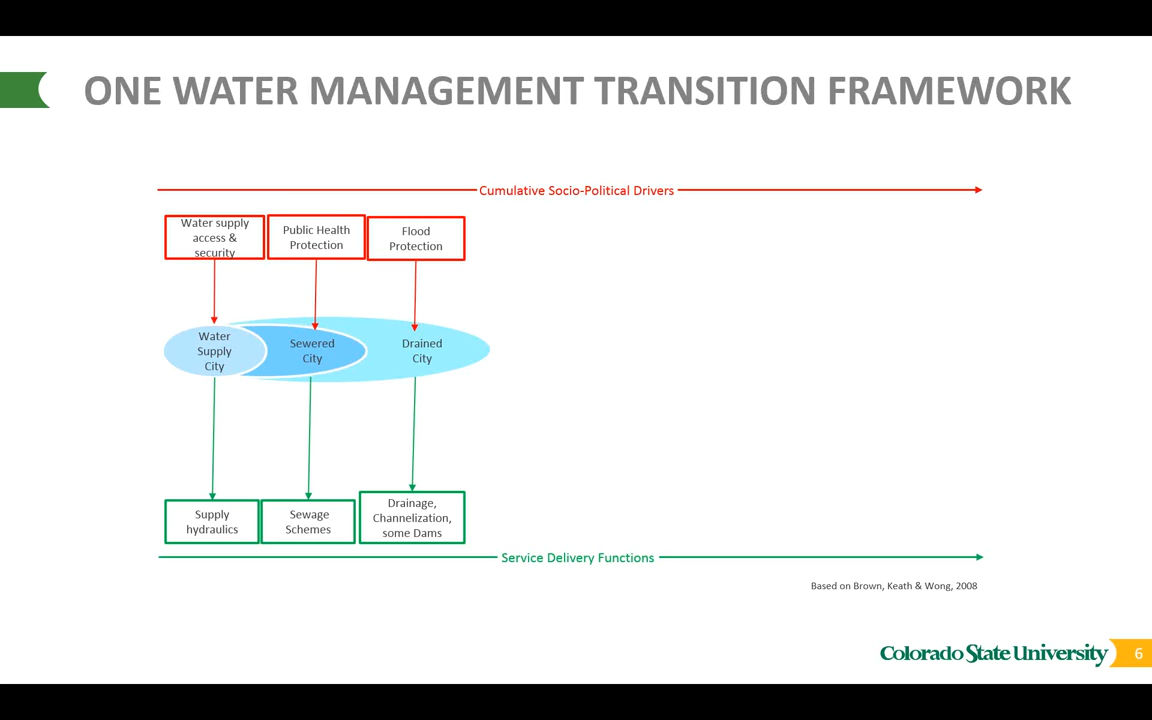 ONE WATER MANAGEMENT TRANSITION FRAMEWORK
Cumulative Socio-Political Drivers
Water supply
access &
security
Public Health
Protection
Flood
Protection
Water
Supply
City
Sewered
City
Drained
City
Supply
hydraulics
Sewage
Schemes
Drainage,
Channelization,
some Dams
Service Delivery Functions
Based on Brown, Keath & Wong, 2008
Colorado State University
6